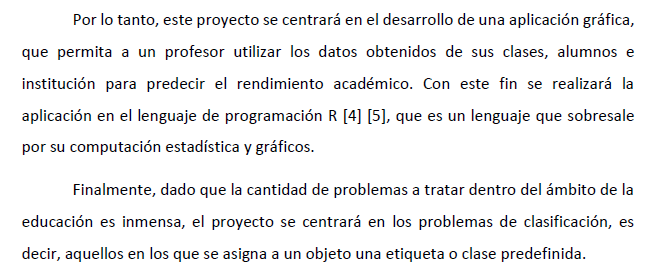 Por lo tanto, este proyecto se centrará en el desarrollo de una aplicación gráfica,
que permita a un profesor utilizar los datos obtenidos de sus clases, alumnos e
institución para predecir el rendimiento académico. Con este fin se realizará la
aplicación en el lenguaje de programación R [4] [5], que es un lenguaje que sobresale
por su computación estadística y gráficos.
Finalmente, dado que la cantidad de problemas a tratar dentro del ámbito de la
educación es inmensa, el proyecto se centrará en los problemas de clasificación, es
decir, aquellos en los que se asigna a un objeto una etiqueta o clase predefinida.